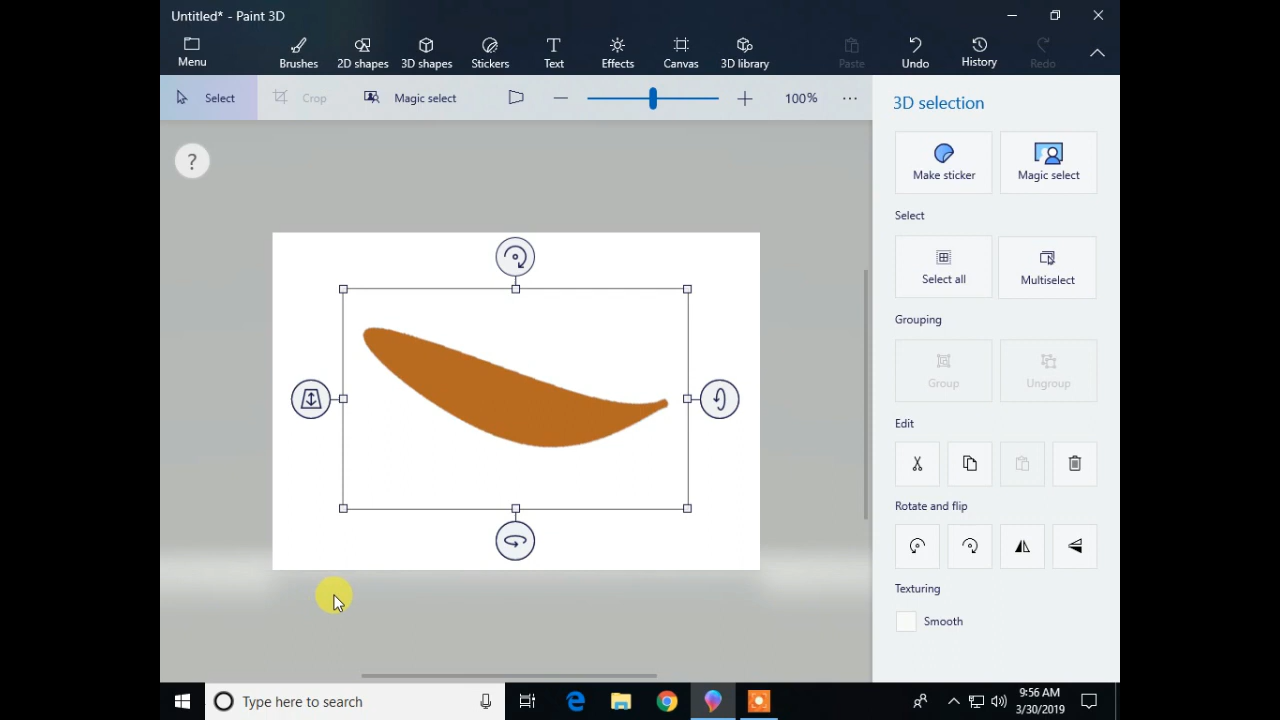 Untitled* - Paint 3D
Menu
Brushes
2D shapes
3D shapes
Stickers
Text
Effects
Canvas
3D library
Paste
Undo
History
Redo
Select
Crop
Magic select
100%
3D selection
?
Make sticker
Magic select
Select
Select all
Multiselect
Grouping
Group
Ungroup
Edit
Rotate and flip
Texturing
Smooth
Type here to search
9:56 AM
3/30/2019